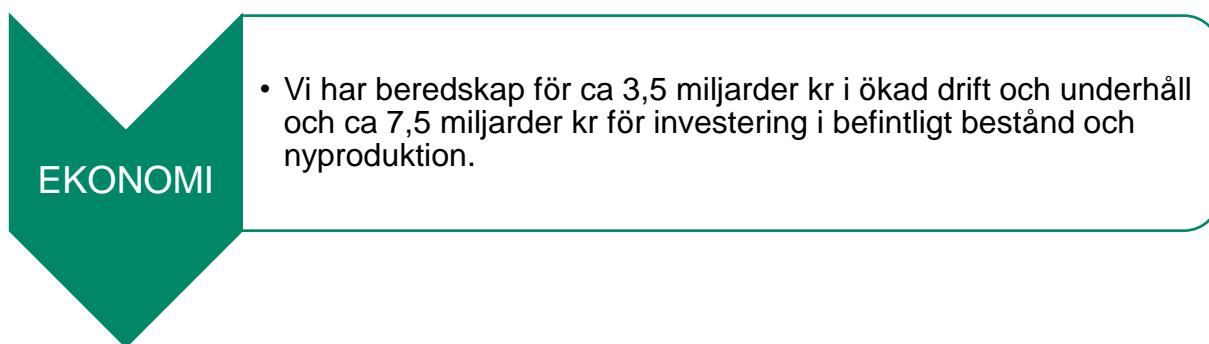 EKONOMI
• Vi har beredskap för ca 3,5 miljarder kr i ökad drift och underhåll
och ca 7,5 miljarder kr för investering i befintligt bestånd och
nyproduktion.